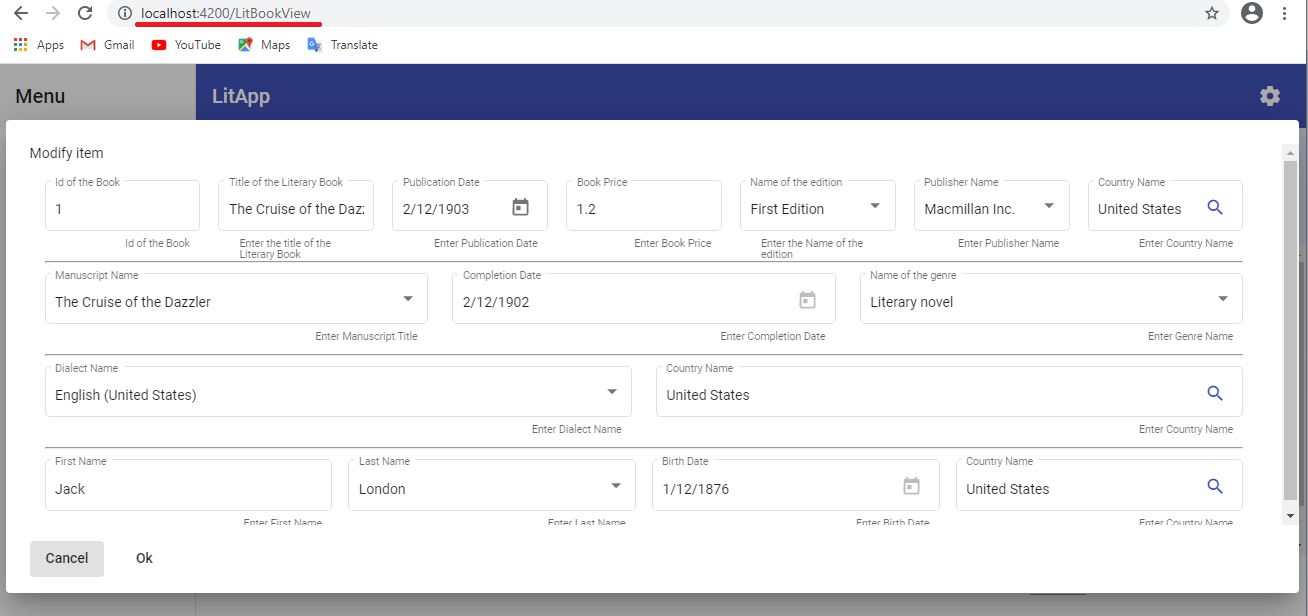 localhost:4200/LitBookView
Apps Gmail YouTube Maps Translate
Menu LitApp
Modify item
Id of the Book Title of the Literary Book Publication Date Book Price Name of the edition Publisher Name Country Name
1 The Cruise of the Daz 2/12/1903 1.2 First Edition Macmillan Inc. United States
Id of the Book Enter the title of the Enter Publication Date Enter Book Price Enter the Name of the Enter Publisher Name Enter Country Name
Literary Book edition
Manuscript Name Completion Date Name of the genre
The Cruise of the Dazzler 2/12/1902 Literary novel
Enter Manuscript Title Enter Completion Date Enter Genre Name
Dialect Name Country Name
English (United States) United States
Enter Dialect Name Enter Country Name
First Name Last Name Birth Date Country Name
Jack London 1/12/1876 United States
Enter First Name Enter Last Name Enter Birth Date Enter Country Name
Cancel Ok